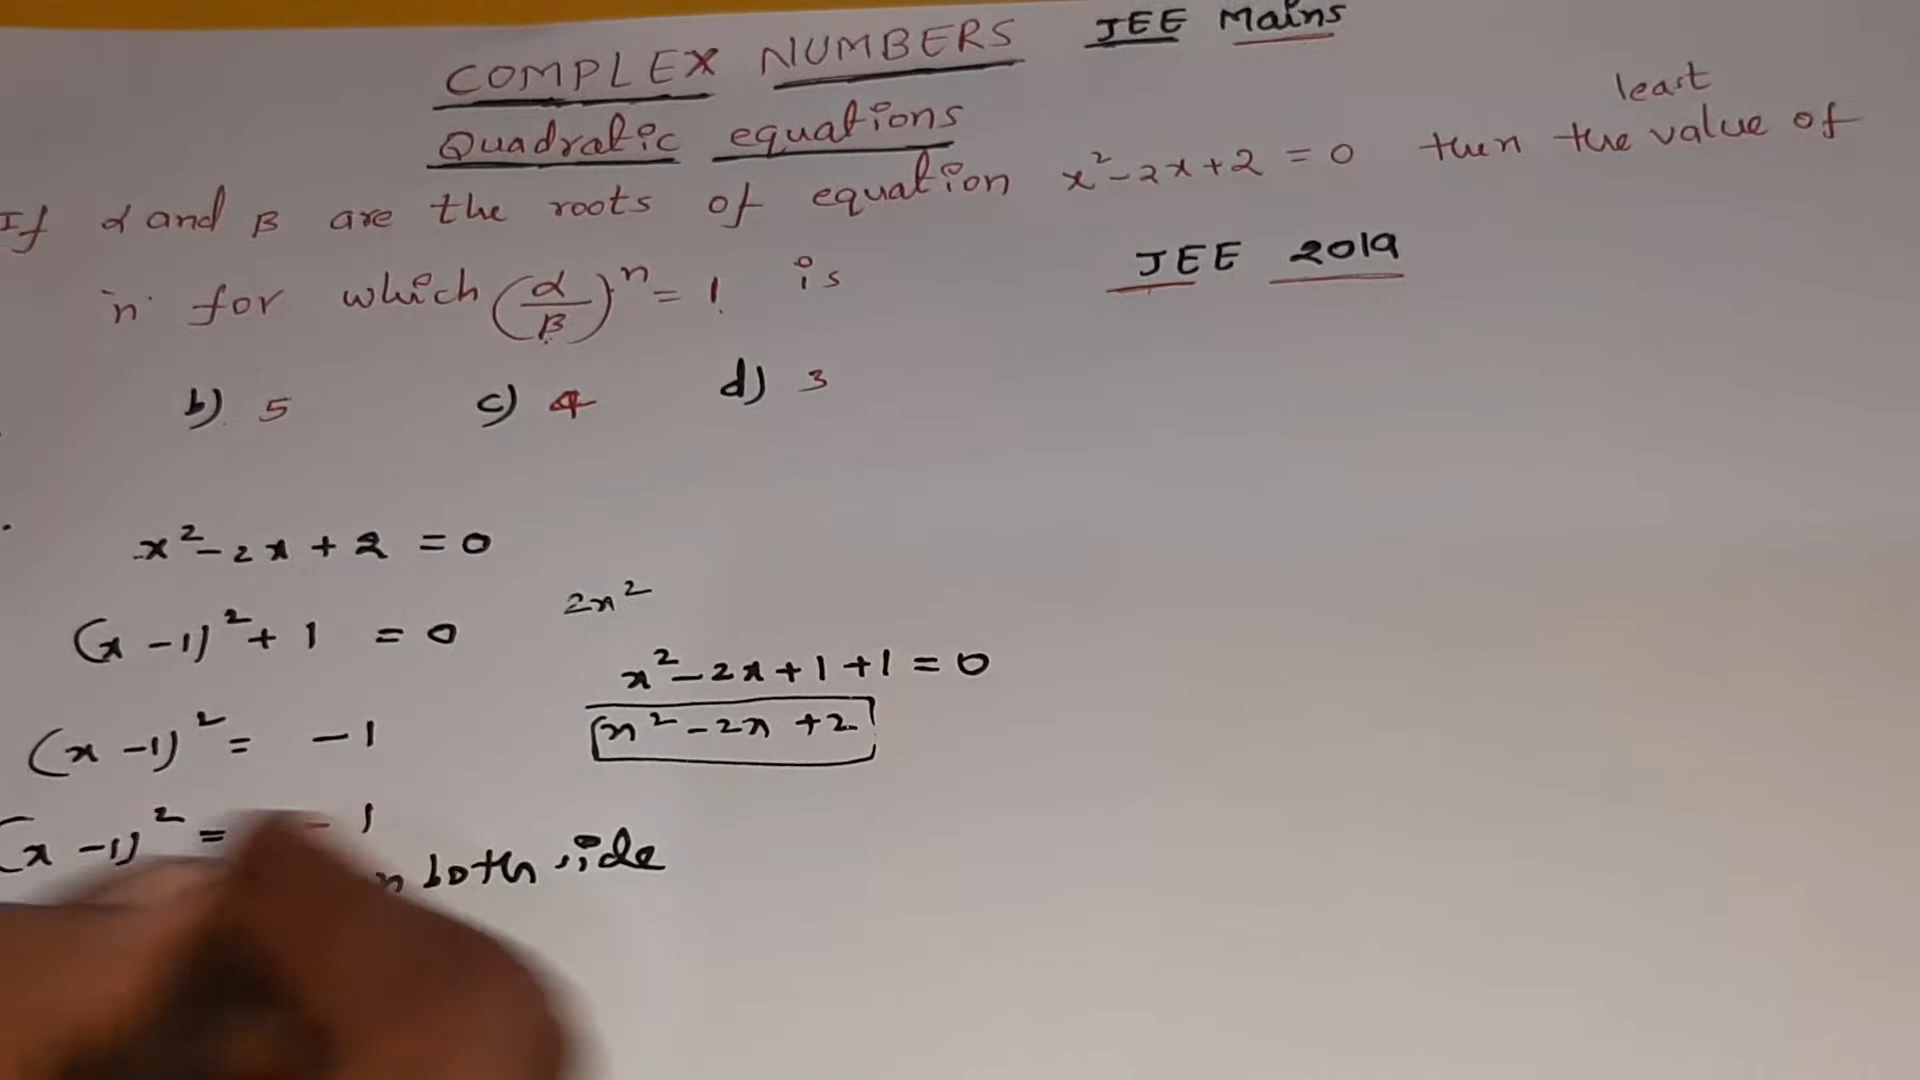 COMPLEX NUMBERS JEE Mains
Quadratic equations
least
If α and β are the roots of equation x²-2x+2=0 then the value of
'n' for which (α/β)ⁿ = 1 is
JEE 2019
b) 5 c) 4 d) 3
x²-2x+2=0
2x²
(x-1)²+1=0
x²-2x+1+1=0
x²-2x+2
(x-1)²=-1
(x-1)²=-1
both side